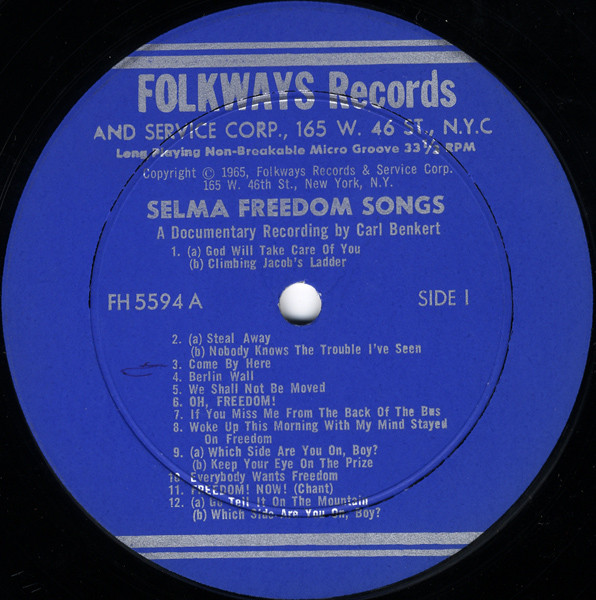 FOLKWAYS Records
AND SERVICE CORP., 165 W. 46 ST., N.Y.C
Long Playing Non-Breakable Micro Groove 33 1/3 RPM
Copyright © 1965, Folkways Records & Service Corp.
165 W. 46th St., New York, N.Y.
SELMA FREEDOM SONGS
A Documentary Recording by Carl Benkert
1. (a) God Will Take Care Of You
(b) Climbing Jacob's Ladder
FH 5594 A SIDE I
2. (a) Steal Away
(b) Nobody Knows The Trouble I've Seen
3. Come By Here
4. Berlin Wall
5. We Shall Not Be Moved
6. OH, FREEDOM!
7. If You Miss Me From The Back Of The Bus
8. Woke Up This Morning With My Mind Stayed
On Freedom
9. (a) Which Side Are You On, Boy?
(b) Keep Your Eye On The Prize
10 Everybody Wants Freedom
11. FREEDOM! NOW! (Chant)
12. (a) Go Tell It On The Mountain
(b) Which Side Are You On, Boy?